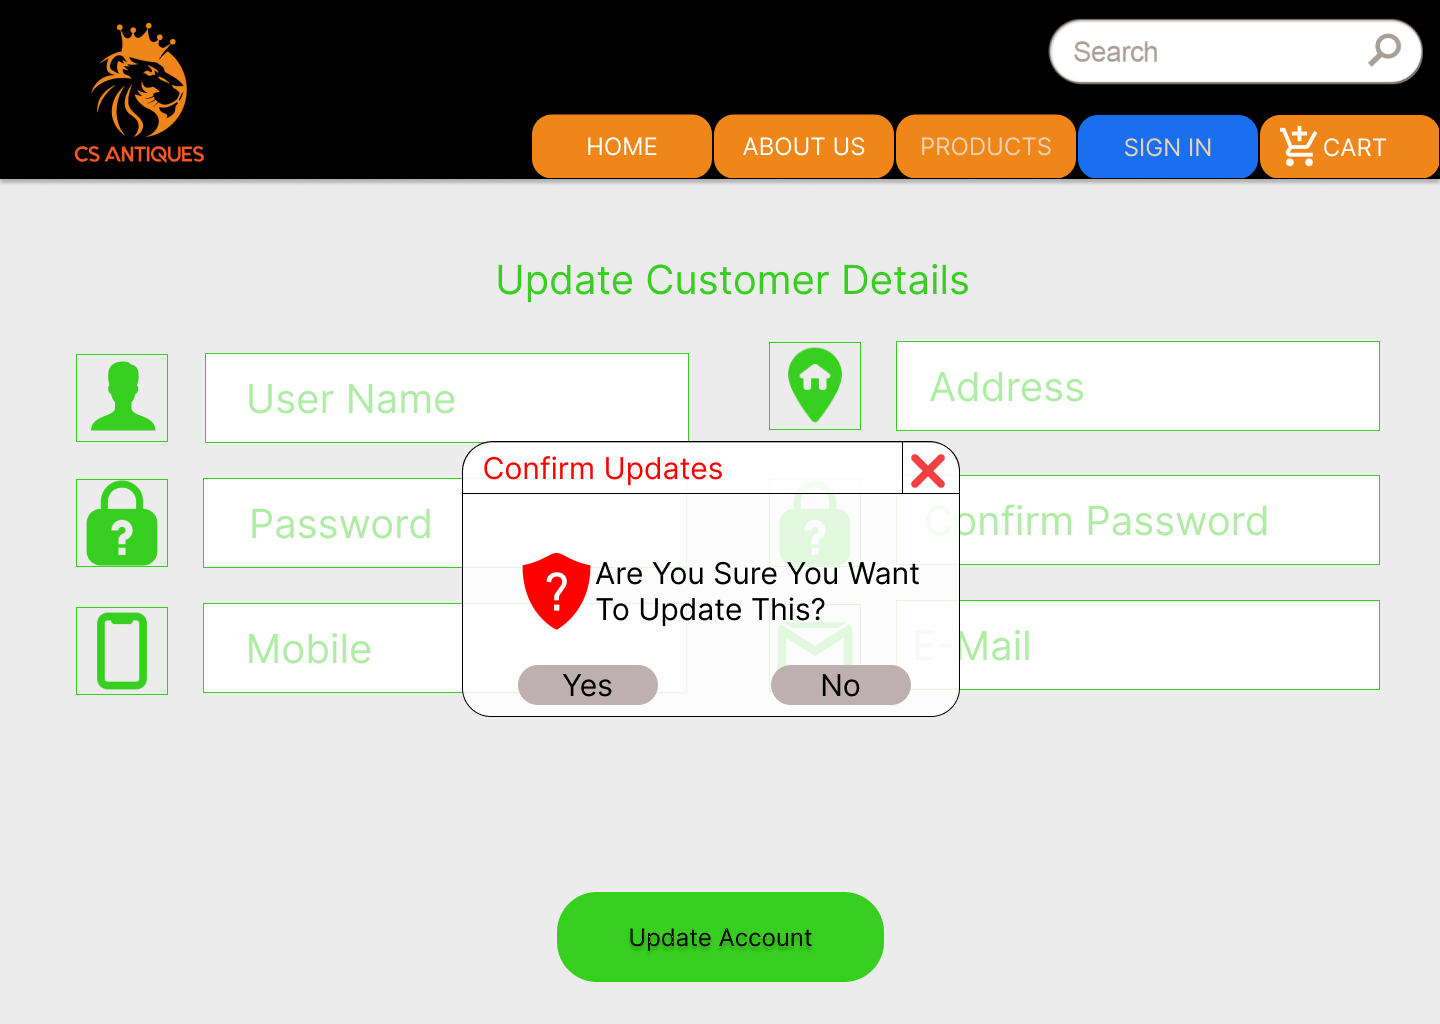 Search
CS ANTIQUES
HOME
ABOUT US
PRODUCTS
SIGN IN
CART
Update Customer Details
User Name
Address
Confirm Updates
Password
Confirm Password
?
?
?
Are You Sure You Want
To Update This?
Mobile
E-Mail
Yes
No
Update Account